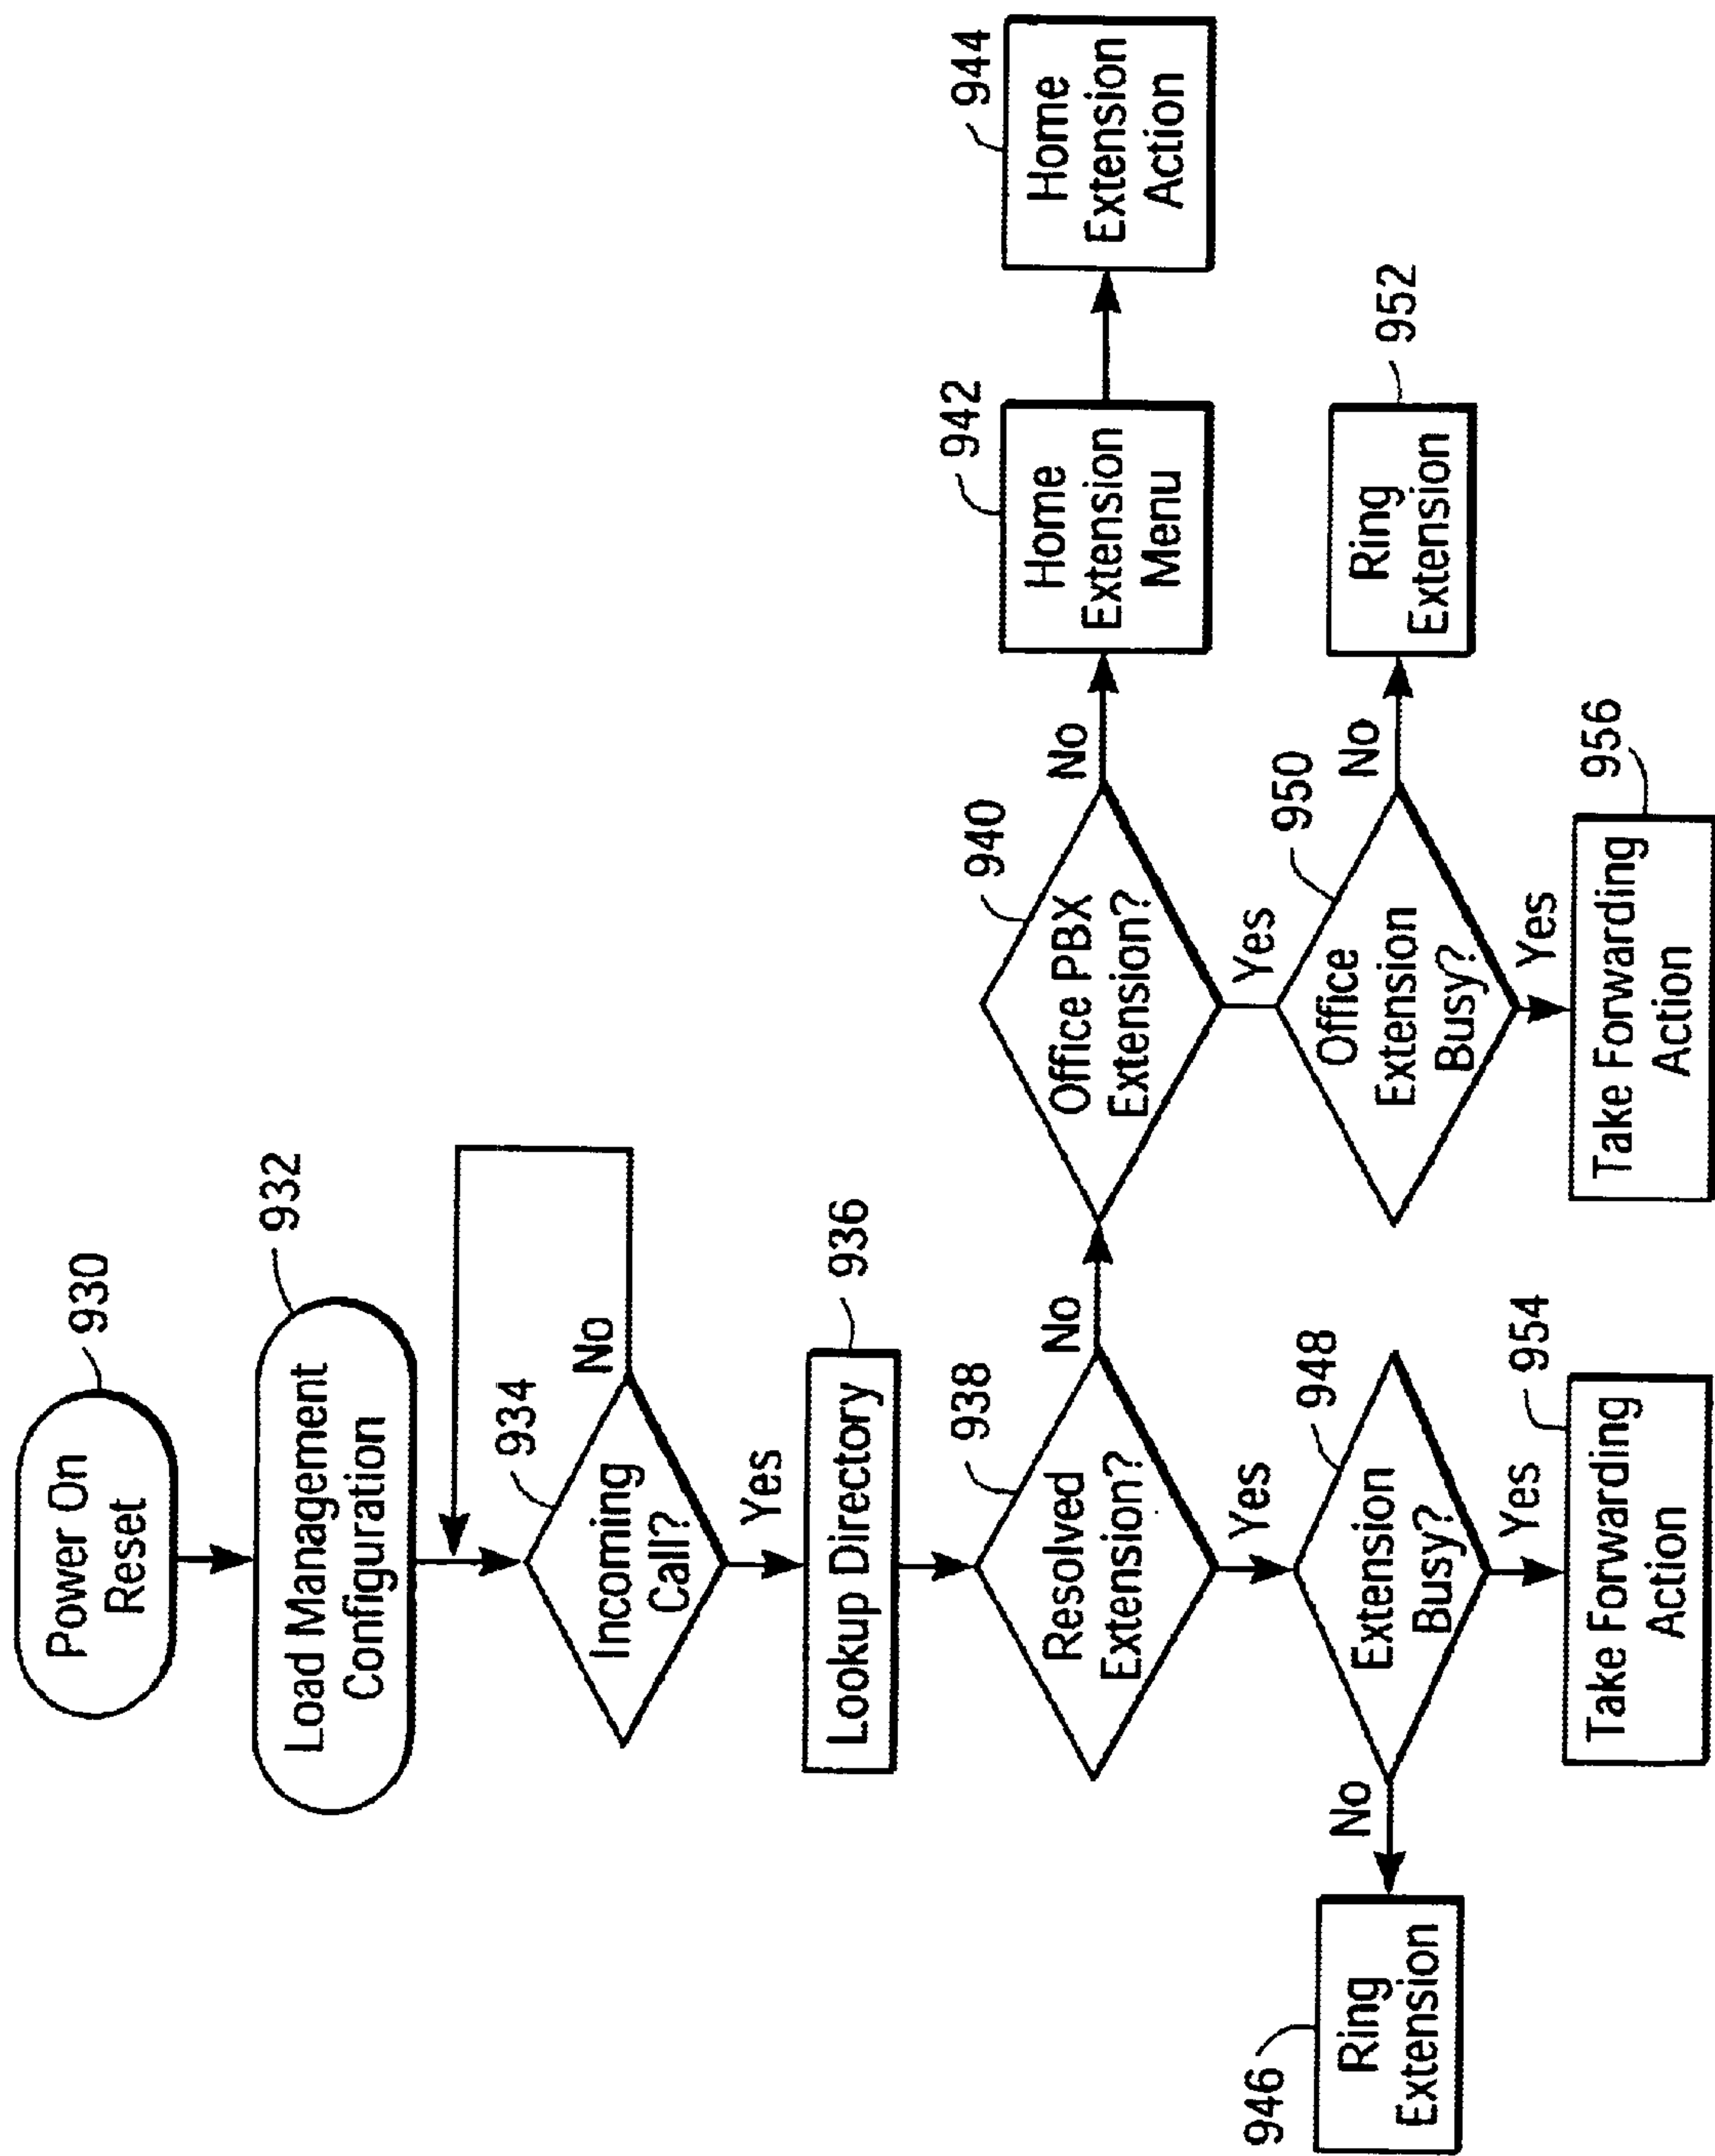 930
Power On
Reset
932
Load Management
Configuration
934
Incoming
Call?
No
Yes
936
Lookup Directory
938
Resolved
Extension?
No
Yes
940
Office PBX
Extension?
No
Yes
942
Home
Extension
Menu
944
Home
Extension
Action
946
Ring
Extension
No
948
Extension
Busy?
Yes
950
Office
Extension
Busy?
No
Yes
952
Ring
Extension
954
Take Forwarding
Action
956
Take Forwarding
Action